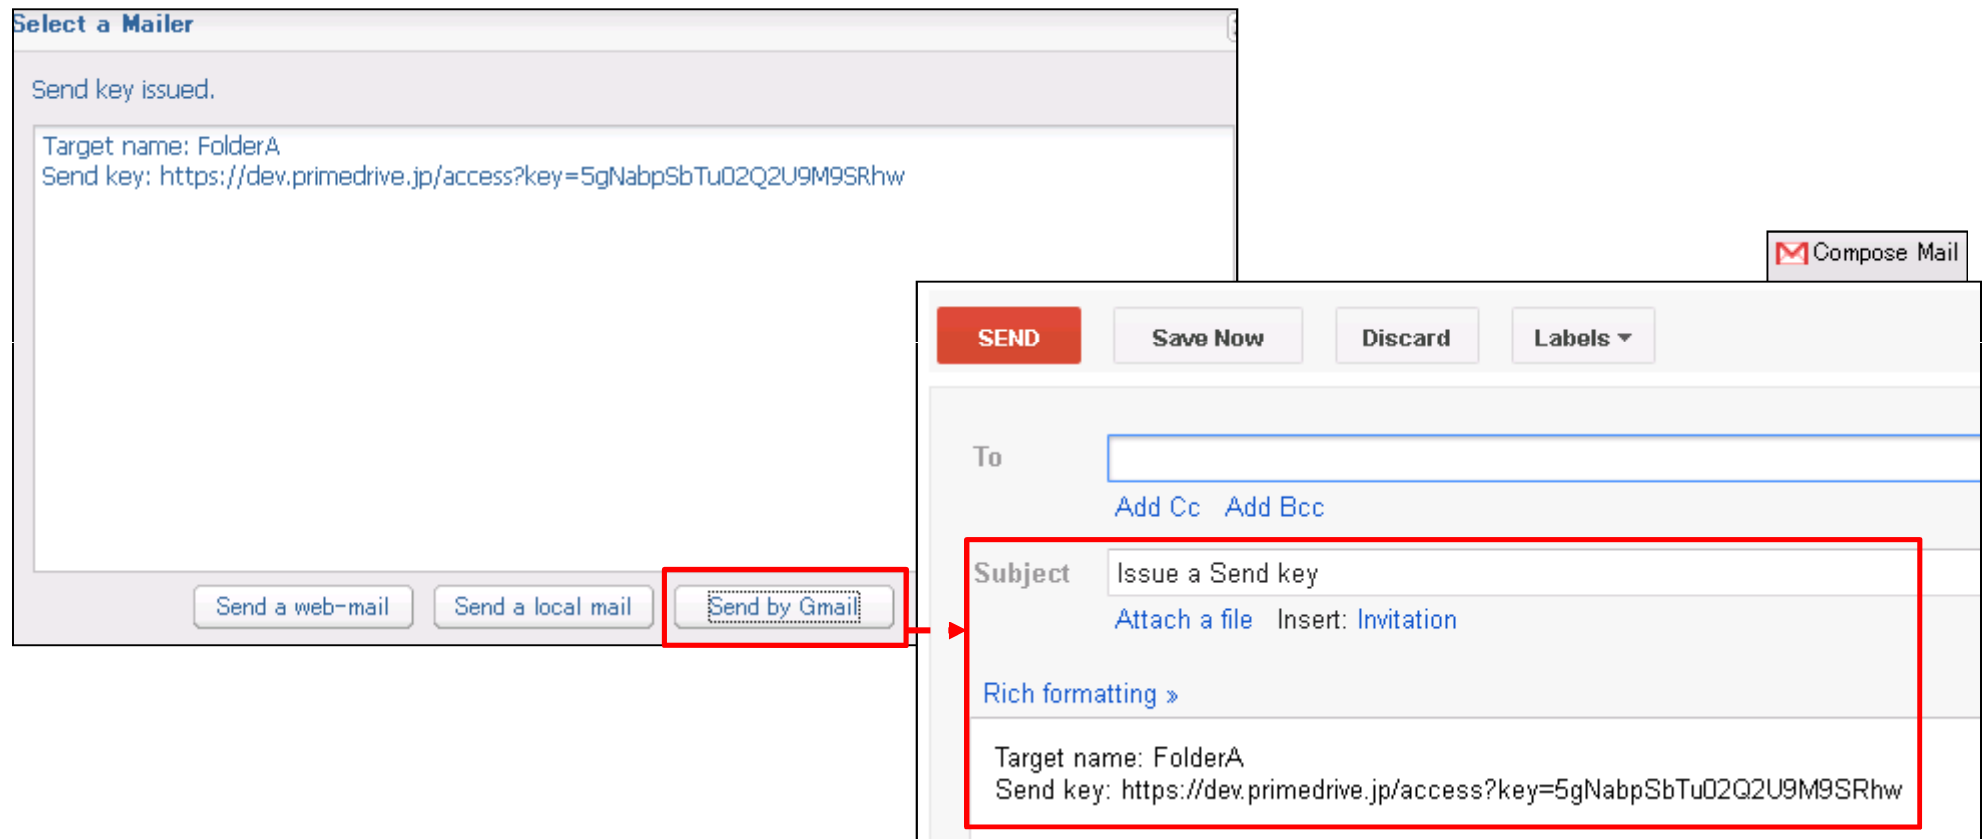 Select a Mailer
Send key issued.
Target name: FolderA
Send key: https://dev.primedrive.jp/access?key=5gNabpSbTu02Q2U9M9SRhw
Send a web-mail Send a local mail Send by Gmail
Compose Mail
SEND Save Now Discard Labels
To
Add Cc Add Bcc
Subject Issue a Send key
Attach a file Insert: Invitation
Rich formatting »
Target name: FolderA
Send key: https://dev.primedrive.jp/access?key=5gNabpSbTu02Q2U9M9SRhw